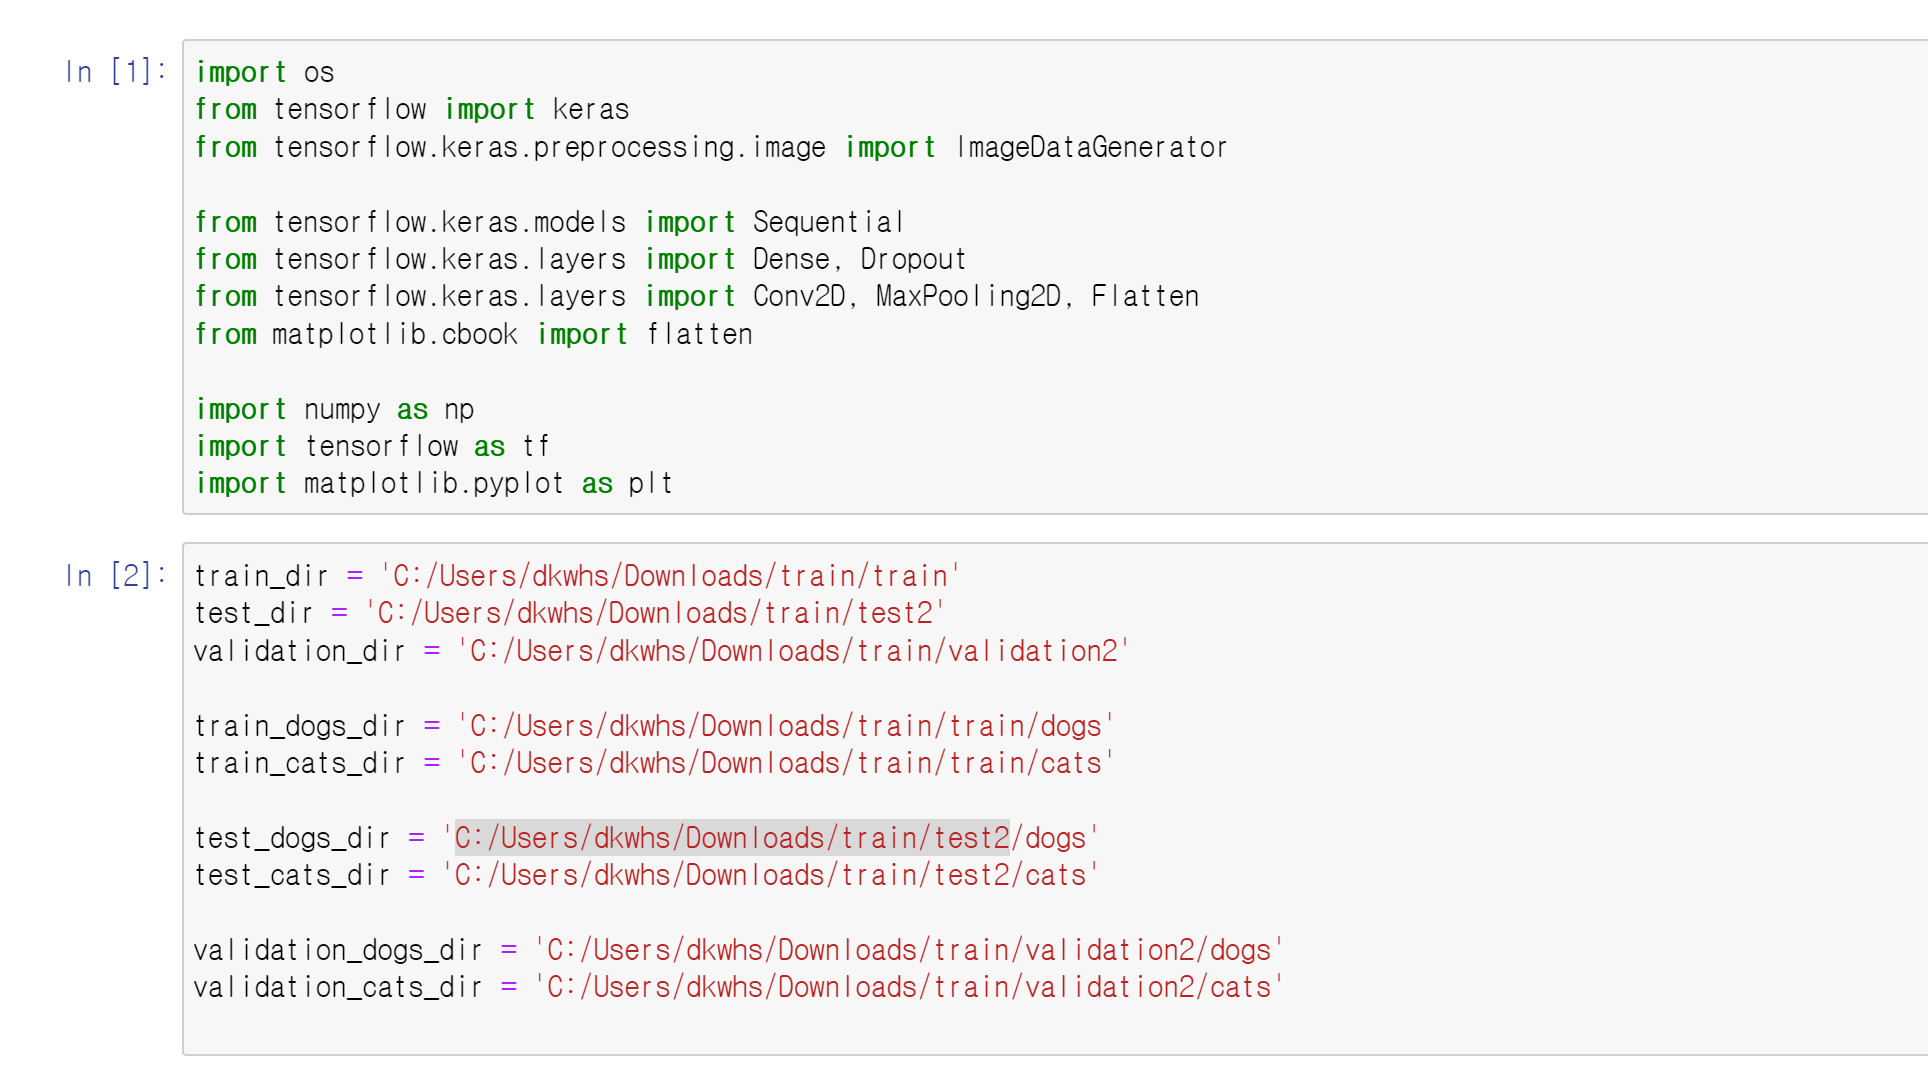 In [1]:
import os
from tensorflow import keras
from tensorflow.keras.preprocessing.image import ImageDataGenerator
from tensorflow.keras.models import Sequential
from tensorflow.keras.layers import Dense, Dropout
from tensorflow.keras.layers import Conv2D, MaxPooling2D, Flatten
from matplotlib.cbook import flatten
import numpy as np
import tensorflow as tf
import matplotlib.pyplot as plt
In [2]:
train_dir = 'C:/Users/dkwhs/Downloads/train/train'
test_dir = 'C:/Users/dkwhs/Downloads/train/test2'
validation_dir = 'C:/Users/dkwhs/Downloads/train/validation2'
train_dogs_dir = 'C:/Users/dkwhs/Downloads/train/train/dogs'
train_cats_dir = 'C:/Users/dkwhs/Downloads/train/train/cats'
test_dogs_dir = 'C:/Users/dkwhs/Downloads/train/test2/dogs'
test_cats_dir = 'C:/Users/dkwhs/Downloads/train/test2/cats'
validation_dogs_dir = 'C:/Users/dkwhs/Downloads/train/validation2/dogs'
validation_cats_dir = 'C:/Users/dkwhs/Downloads/train/validation2/cats'